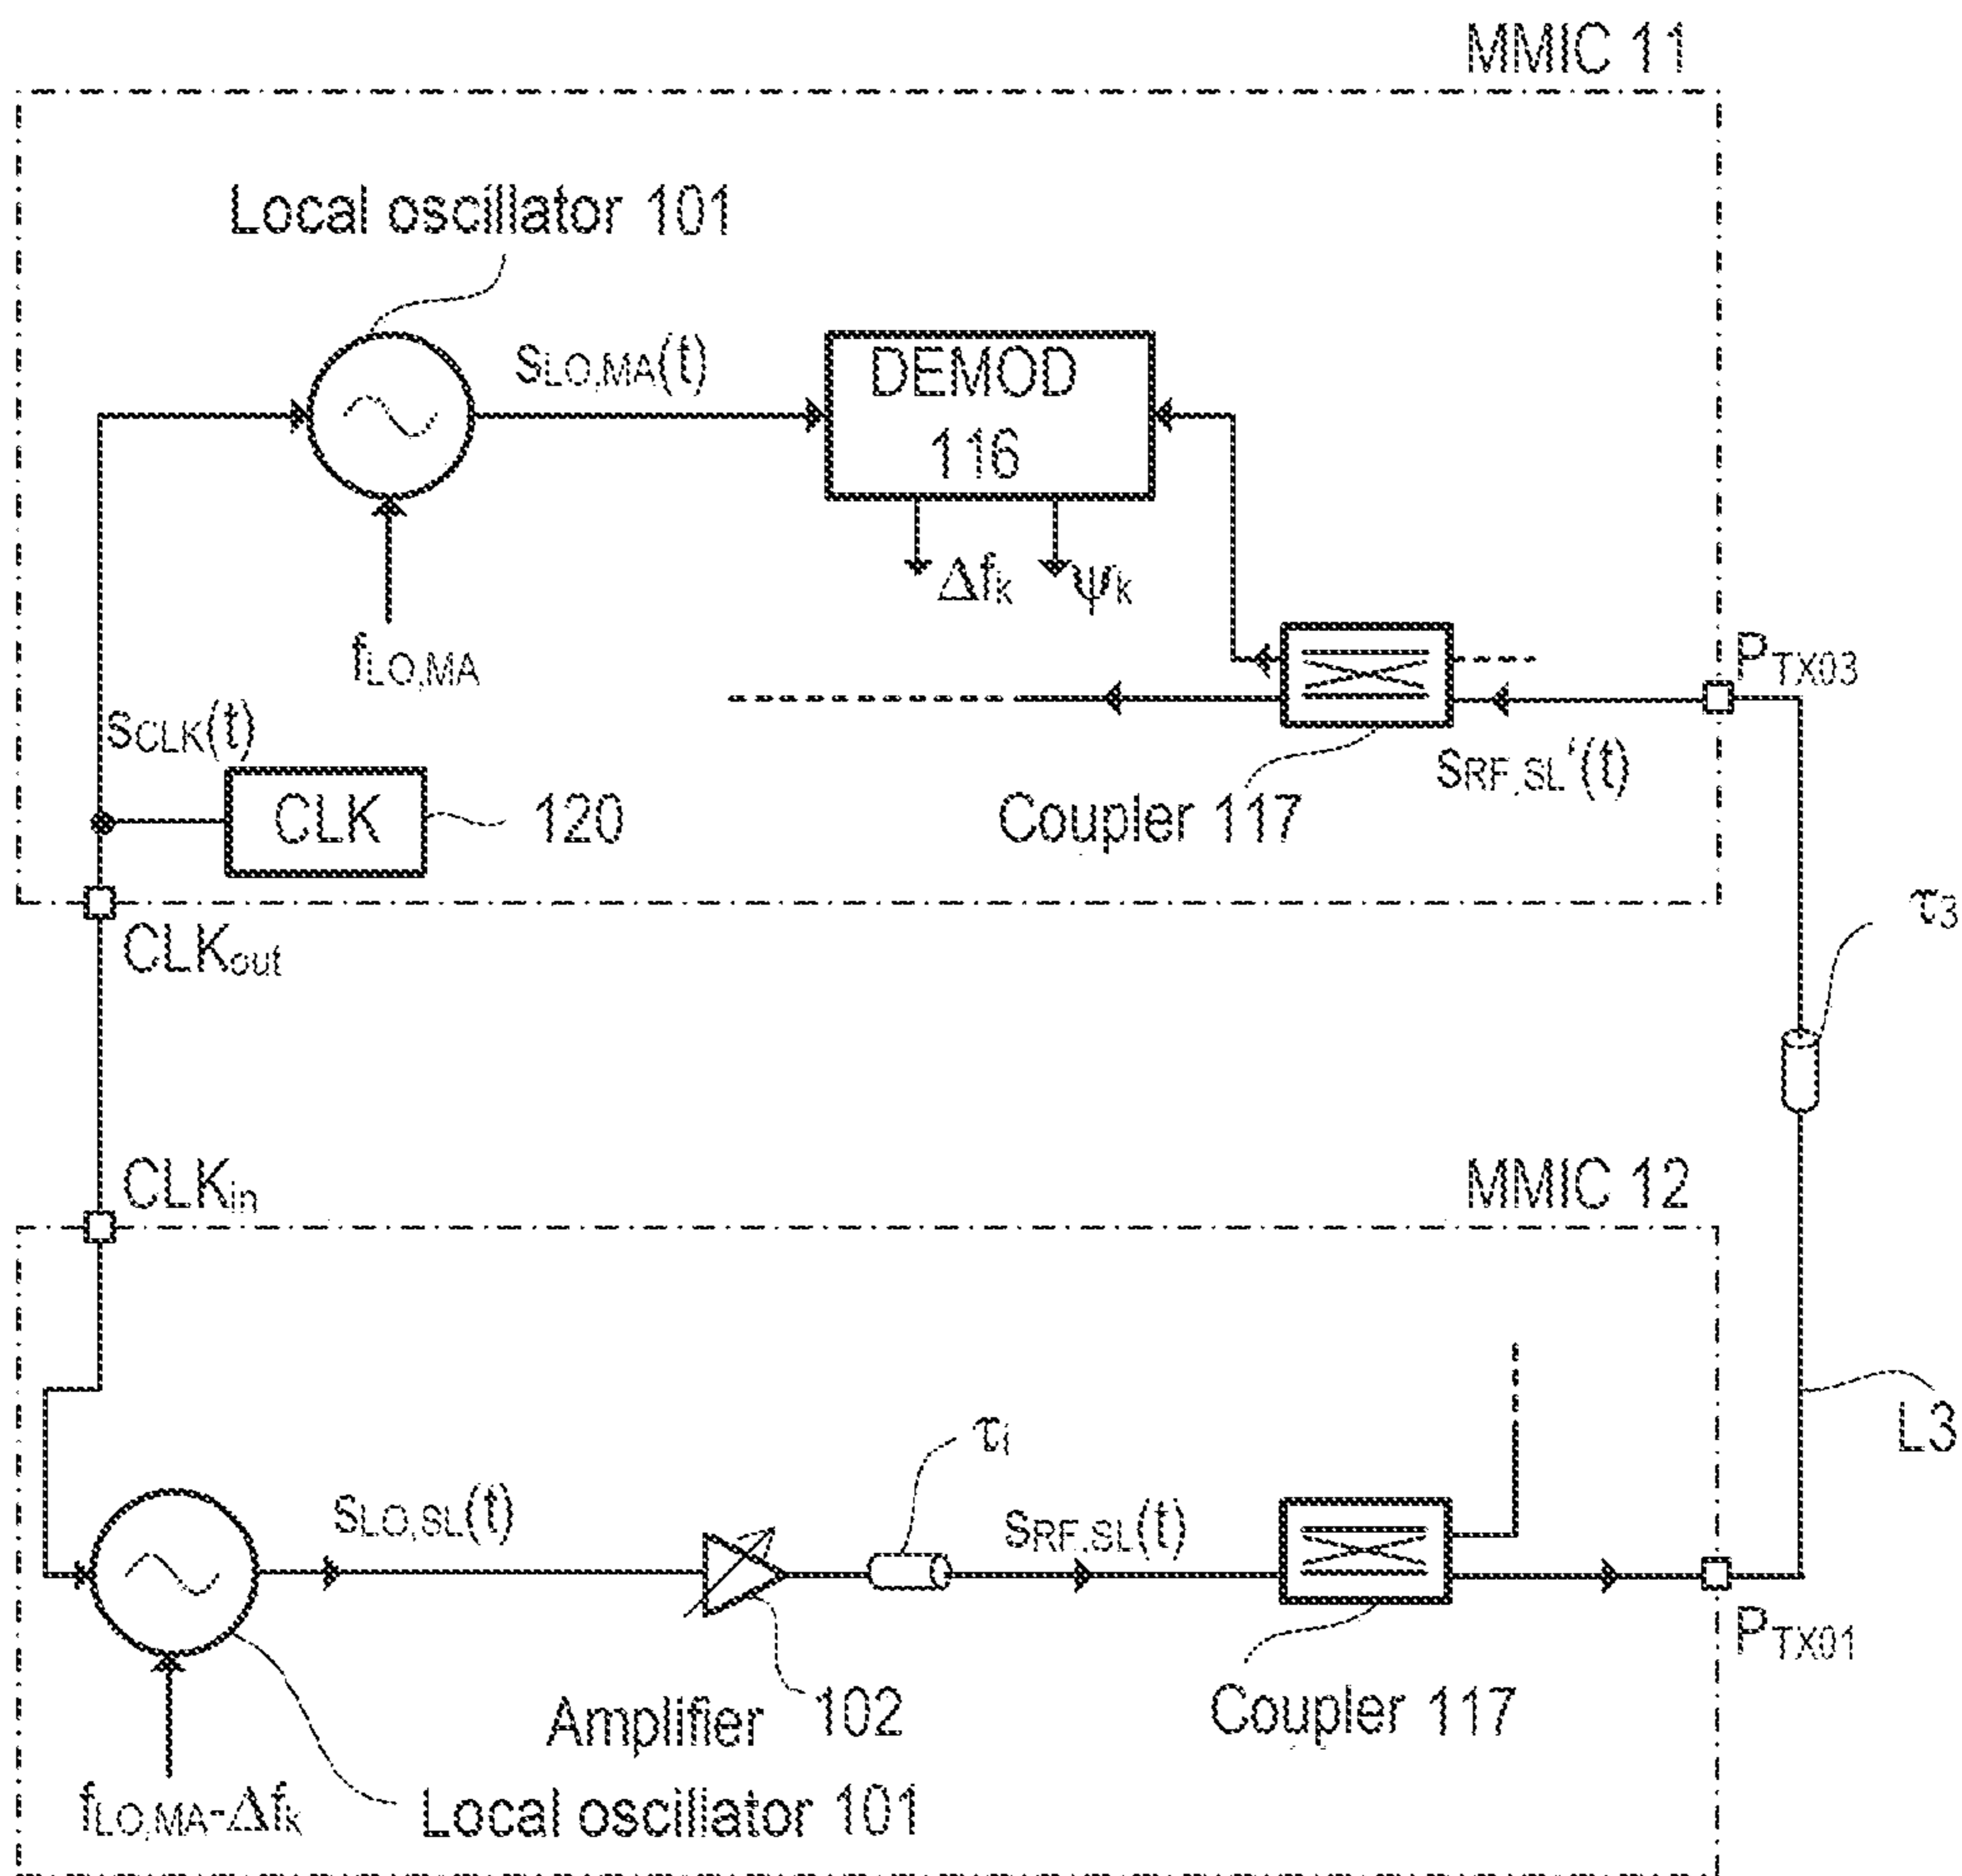 MMIC 11
Local oscillator 101
sLO,MA(t)
DEMOD
116
Δfk
ψk
fLO,MA
PTX03
sCLK(t)
sRF,SL'(t)
CLK
120
Coupler 117
τ3
CLKout
CLKin
MMIC 12
L3
τi
sLO,SL(t)
sRF,SL(t)
PTX01
Amplifier 102
Coupler 117
fLO,MA-Δfk
Local oscillator 101